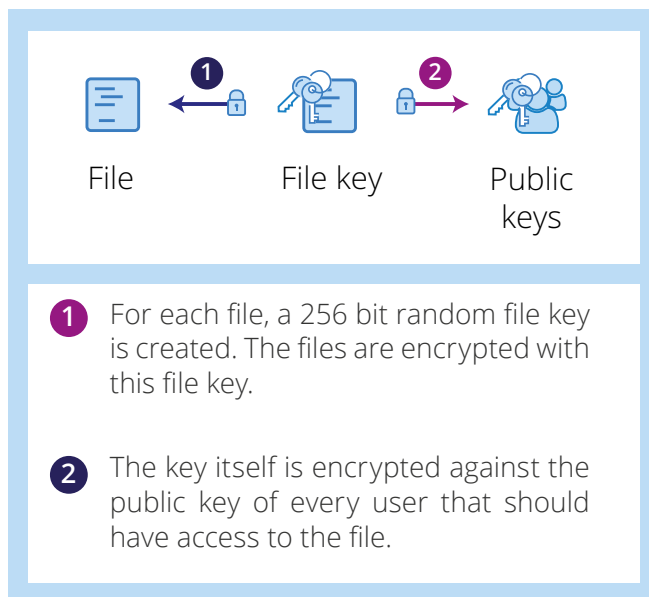 1
2
File
File key
Public
keys
1
For each file, a 256 bit random file key
is created. The files are encrypted with
this file key.
2
The key itself is encrypted against the
public key of every user that should
have access to the file.